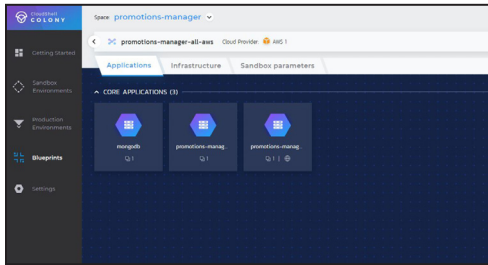 CloudShell
COLONY
Space: promotions-manager
promotions-manager-all-aws Cloud Provider: AWS 1
Getting Started
Applications Infrastructure Sandbox parameters
Sandbox
Environments
CORE APPLICATIONS (3)
Production
Environments
mongodb promotions-manag.. promotions-manag..
1 1 1
Blueprints
Settings